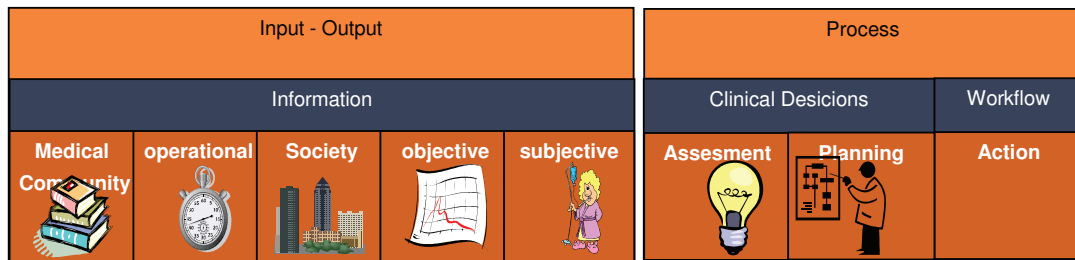 Input - Output
Process
Information
Clinical Desicions
Workflow
Medical
Community
operational
Society
objective
subjective
Assesment
Planning
Action